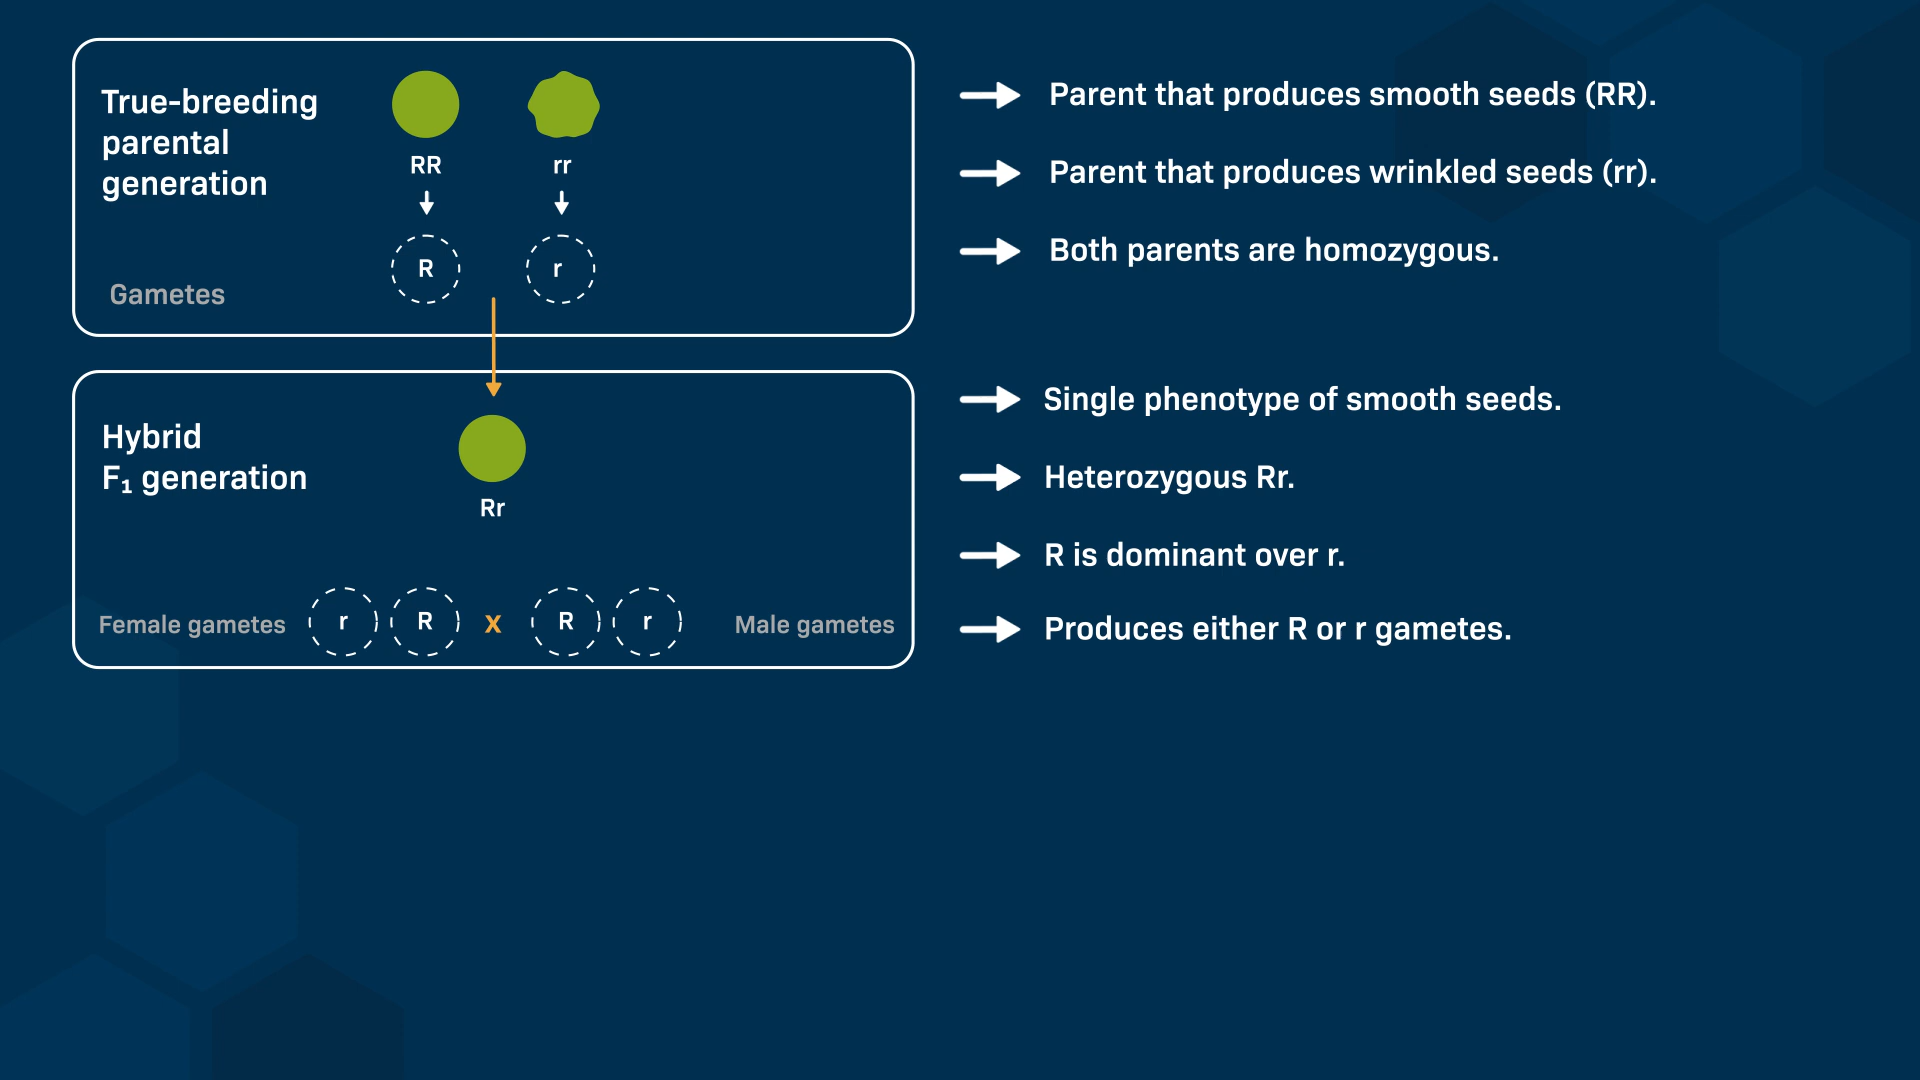 True-breeding
parental
generation
RR
rr
R
r
Gametes
Parent that produces smooth seeds (RR).
Parent that produces wrinkled seeds (rr).
Both parents are homozygous.
Hybrid
F₁ generation
Rr
Female gametes
r
R
x
R
r
Male gametes
Single phenotype of smooth seeds.
Heterozygous Rr.
R is dominant over r.
Produces either R or r gametes.